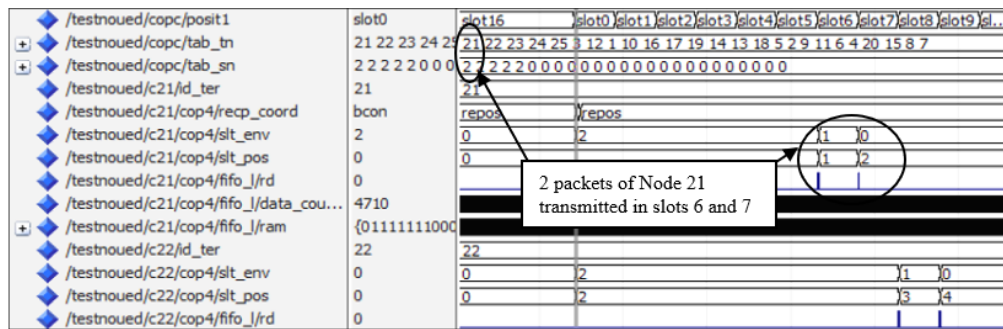 /testnoued/copc/posit1 slot0 slot16 slot0 slot1 slot2 slot3 slot4 slot5 slot6 slot7 slot8 slot9 sl...
/testnoued/copc/tab_tn 21 22 23 24 25 21 22 23 24 25 3 12 1 10 16 17 19 14 13 18 5 2 9 11 6 4 20 15 8 7
/testnoued/copc/tab_sn 2 2 2 2 2 0 0 0 2 2 2 2 2 0 0 0 0 0 0 0 0 0 0 0 0 0 0 0 0 0 0 0 0
/testnoued/c21/id_ter 21 21
/testnoued/c21/cop4/recp_coord bcon repos repos
/testnoued/c21/cop4/slt_env 2 0 2 1 0
/testnoued/c21/cop4/slt_pos 0 0 1 2
/testnoued/c21/cop4/fifo_l/rd 0
2 packets of Node 21
transmitted in slots 6 and 7
/testnoued/c21/cop4/fifo_l/data_cou... 4710
/testnoued/c21/cop4/fifo_l/ram {01111111000
/testnoued/c22/id_ter 22 22
/testnoued/c22/cop4/slt_env 0 0 2 1 0
/testnoued/c22/cop4/slt_pos 0 0 2 3 4
/testnoued/c22/cop4/fifo_l/rd 0